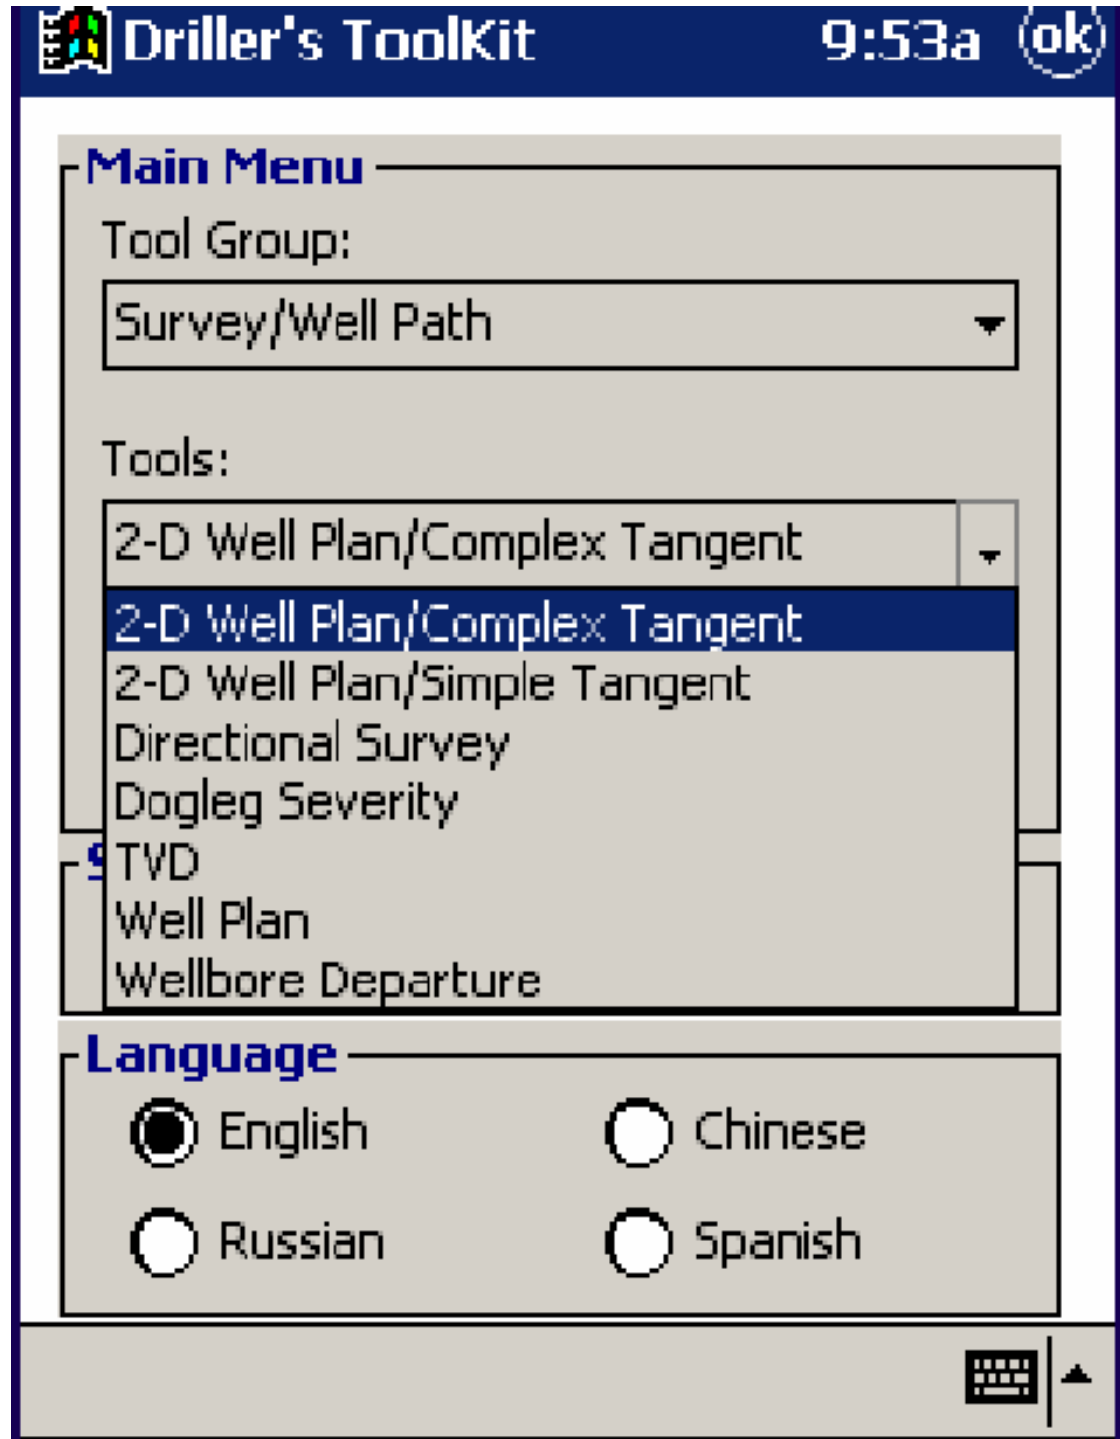 Driller's ToolKit 9:53a ok
Main Menu
Tool Group:
Survey/Well Path
Tools:
2-D Well Plan/Complex Tangent
2-D Well Plan/Complex Tangent
2-D Well Plan/Simple Tangent
Directional Survey
Dogleg Severity
TVD
Well Plan
Wellbore Departure
Language
English Chinese
Russian Spanish